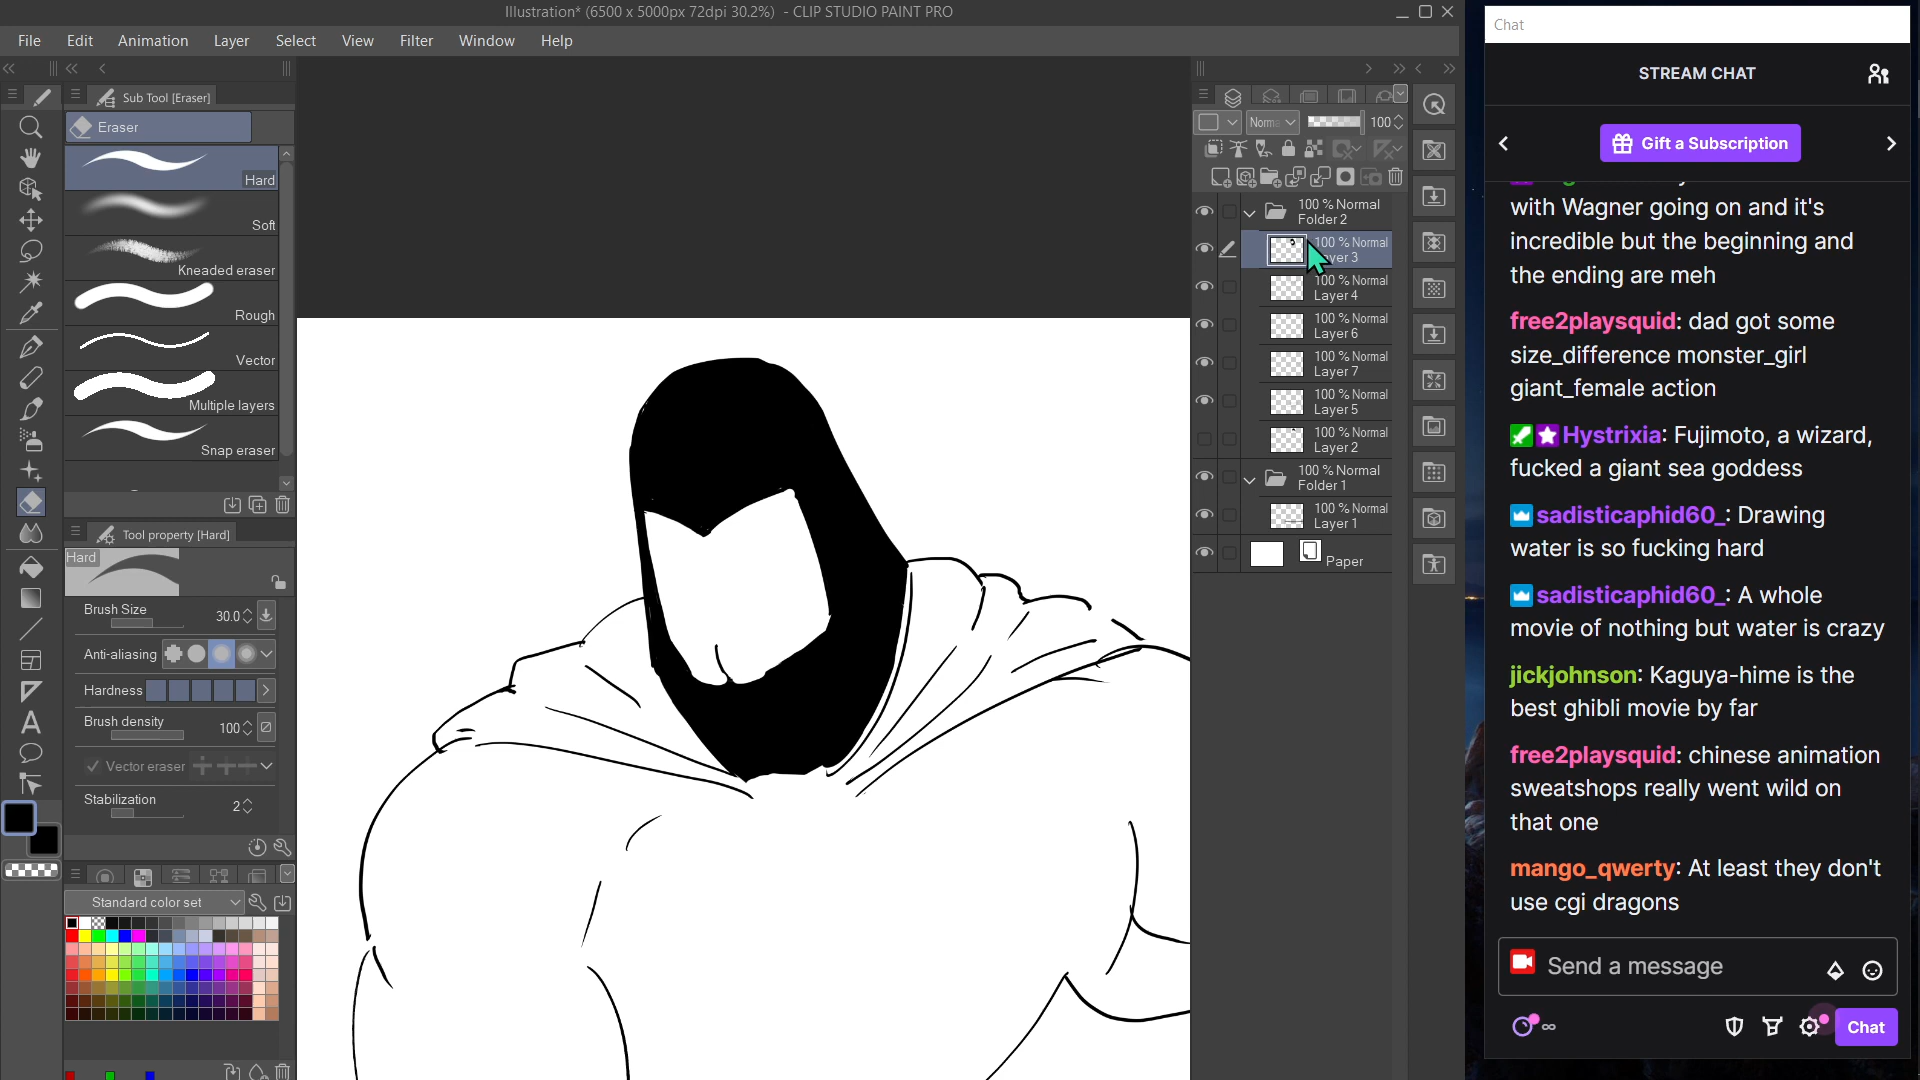 Illustration* (6500 x 5000px 72dpi 30.2%) - CLIP STUDIO PAINT PRO
File Edit Animation Layer Select View Filter Window Help
Sub Tool [Eraser]
Eraser
Hard
Soft
Kneaded eraser
Rough
Vector
Multiple layers
Snap eraser
Tool property [Hard]
Hard
Brush Size 30.0
Anti-aliasing
Hardness
Brush density 100
Vector eraser
Stabilization 2
Standard color set
100
100 % Normal
Folder 2
100 % Normal
100 % Normal
Layer 4
100 % Normal
Layer 6
100 % Normal
Layer 7
100 % Normal
Layer 5
100 % Normal
Layer 2
100 % Normal
Folder 1
100 % Normal
Layer 1
Paper
Chat
STREAM CHAT
Gift a Subscription
with Wagner going on and it's
incredible but the beginning and
the ending are meh
free2playsquid: dad got some
size_difference monster_girl
giant_female action
Hystrixia: Fujimoto, a wizard,
fucked a giant sea goddess
sadisticaphid60_: Drawing
water is so fucking hard
sadisticaphid60_: A whole
movie of nothing but water is crazy
jickjohnson: Kaguya-hime is the
best ghibli movie by far
free2playsquid: chinese animation
sweatshops really went wild on
that one
mango_qwerty: At least they don't
use cgi dragons
Send a message
Chat